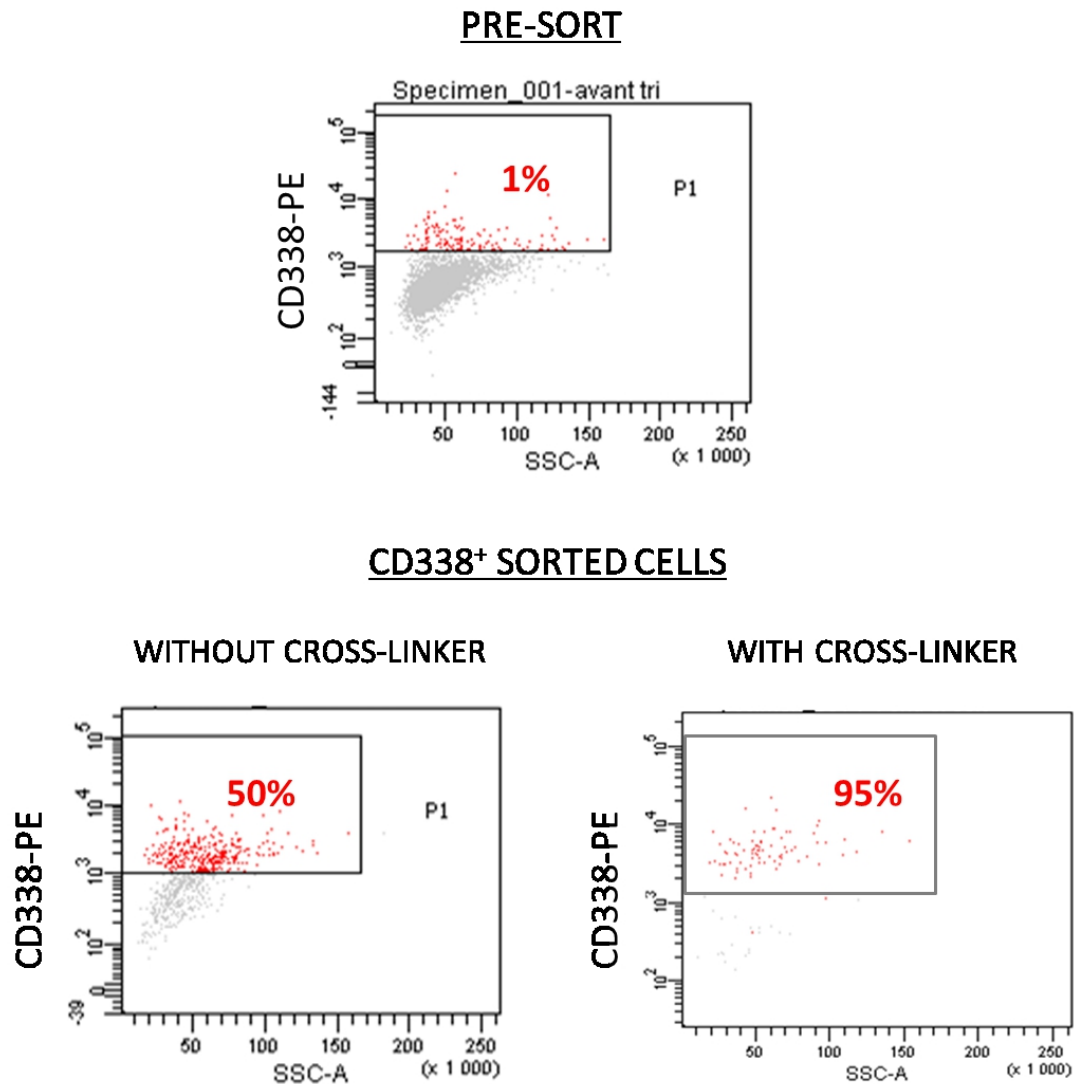 PRE-SORT
Specimen_001-avant tri
CD338-PE
10^5
10^4
10^3
10^2
0
-144
1%
P1
50 100 150 200 250
SSC-A (x 1 000)
CD338+ SORTED CELLS
WITHOUT CROSS-LINKER
CD338-PE
10^5
10^4
10^3
10^2
0
-39
50%
P1
50 100 150 200 250
SSC-A (x 1 000)
WITH CROSS-LINKER
CD338-PE
10^5
10^4
10^3
10^2
95%
50 100 150 200 250
SSC-A (x 1 000)